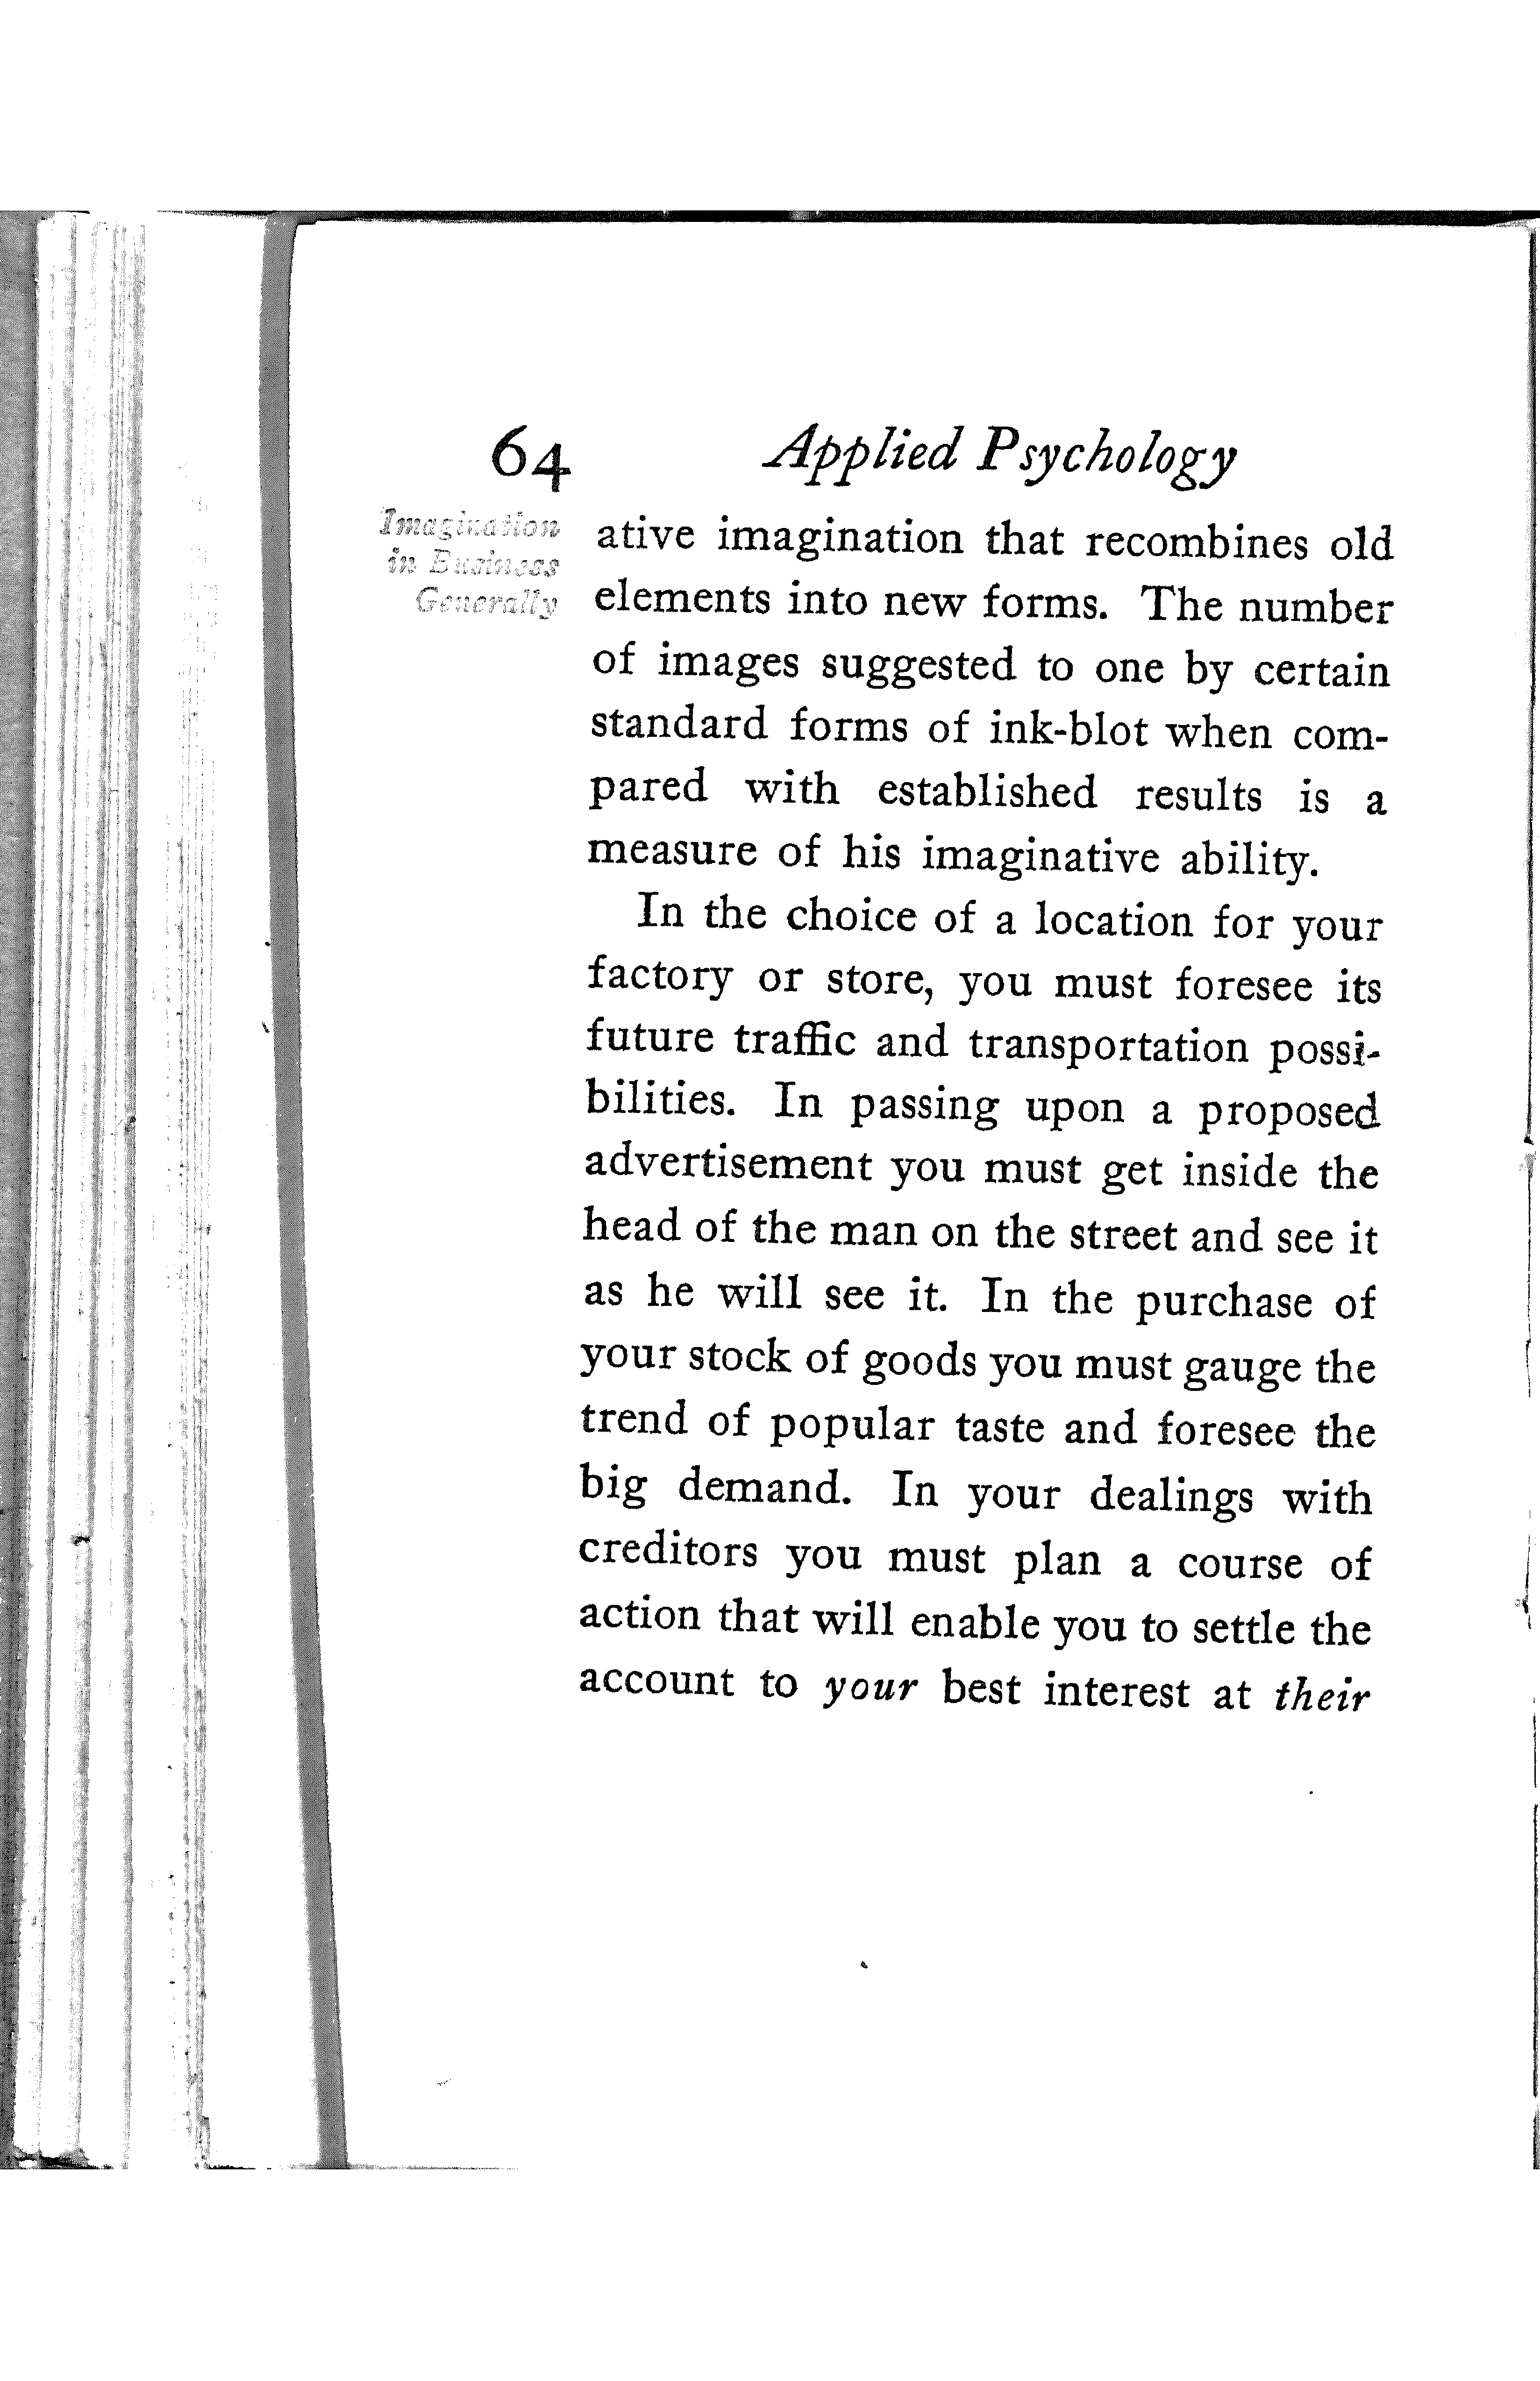 64 Applied Psychology
Imagination
in Business
Generally
ative imagination that recombines old
elements into new forms. The number
of images suggested to one by certain
standard forms of ink-blot when com-
pared with established results is a
measure of his imaginative ability.
In the choice of a location for your
factory or store, you must foresee its
future traffic and transportation possi-
bilities. In passing upon a proposed
advertisement you must get inside the
head of the man on the street and see it
as he will see it. In the purchase of
your stock of goods you must gauge the
trend of popular taste and foresee the
big demand. In your dealings with
creditors you must plan a course of
action that will enable you to settle the
account to your best interest at their